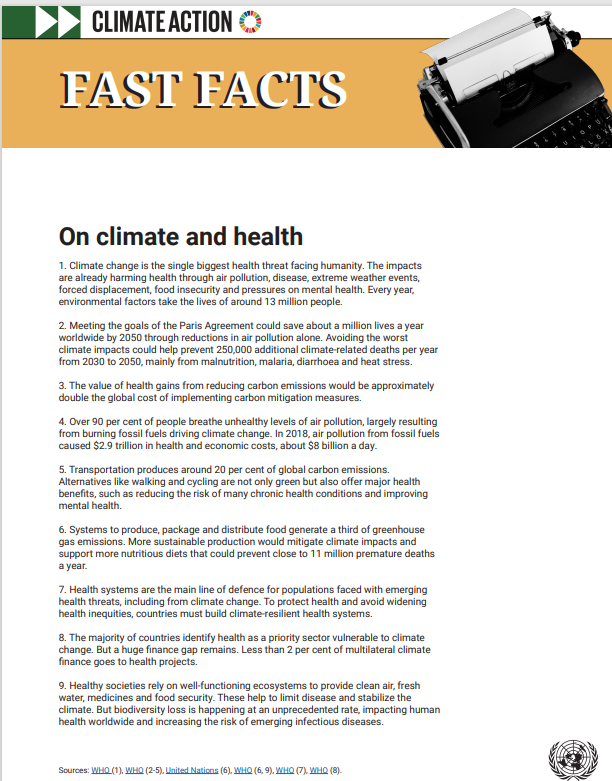 CLIMATE ACTION
FAST FACTS
On climate and health
1. Climate change is the single biggest health threat facing humanity. The impacts
are already harming health through air pollution, disease, extreme weather events,
forced displacement, food insecurity and pressures on mental health. Every year,
environmental factors take the lives of around 13 million people.
2. Meeting the goals of the Paris Agreement could save about a million lives a year
worldwide by 2050 through reductions in air pollution alone. Avoiding the worst
climate impacts could help prevent 250,000 additional climate-related deaths per year
from 2030 to 2050, mainly from malnutrition, malaria, diarrhoea and heat stress.
3. The value of health gains from reducing carbon emissions would be approximately
double the global cost of implementing carbon mitigation measures.
4. Over 90 per cent of people breathe unhealthy levels of air pollution, largely resulting
from burning fossil fuels driving climate change. In 2018, air pollution from fossil fuels
caused $2.9 trillion in health and economic costs, about $8 billion a day.
5. Transportation produces around 20 per cent of global carbon emissions.
Alternatives like walking and cycling are not only green but also offer major health
benefits, such as reducing the risk of many chronic health conditions and improving
mental health.
6. Systems to produce, package and distribute food generate a third of greenhouse
gas emissions. More sustainable production would mitigate climate impacts and
support more nutritious diets that could prevent close to 11 million premature deaths
a year.
7. Health systems are the main line of defence for populations faced with emerging
health threats, including from climate change. To protect health and avoid widening
health inequities, countries must build climate-resilient health systems.
8. The majority of countries identify health as a priority sector vulnerable to climate
change. But a huge finance gap remains. Less than 2 per cent of multilateral climate
finance goes to health projects.
9. Healthy societies rely on well-functioning ecosystems to provide clean air, fresh
water, medicines and food security. These help to limit disease and stabilize the
climate. But biodiversity loss is happening at an unprecedented rate, impacting human
health worldwide and increasing the risk of emerging infectious diseases.
Sources: WHO (1), WHO (2-5), United Nations (6), WHO (6, 9), WHO (7), WHO (8).